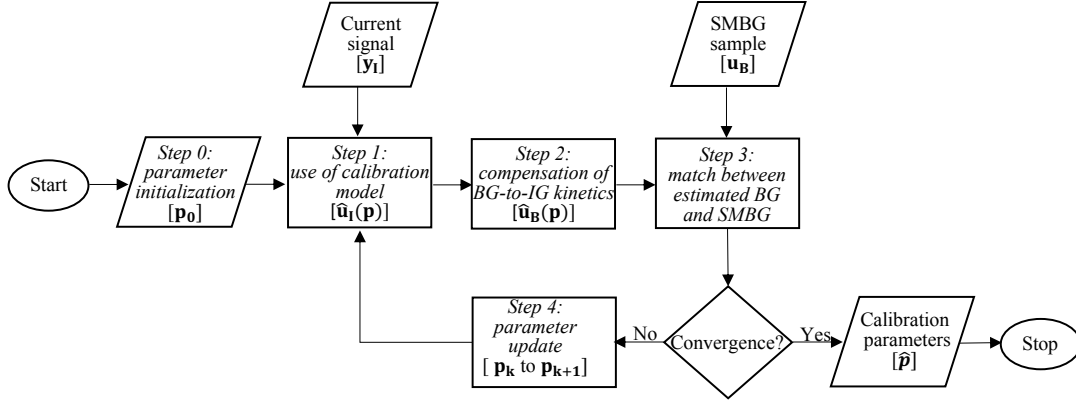 Current
signal
[y_I]
SMBG
sample
[u_B]
Start
Step 0:
parameter
initialization
[p_0]
Step 1:
use of calibration
model
[û_I(p)]
Step 2:
compensation of
BG-to-IG kinetics
[û_B(p)]
Step 3:
match between
estimated BG
and SMBG
Step 4:
parameter
update
[ p_k to p_{k+1}]
No
Convergence?
Yes
Calibration
parameters
[p̂]
Stop